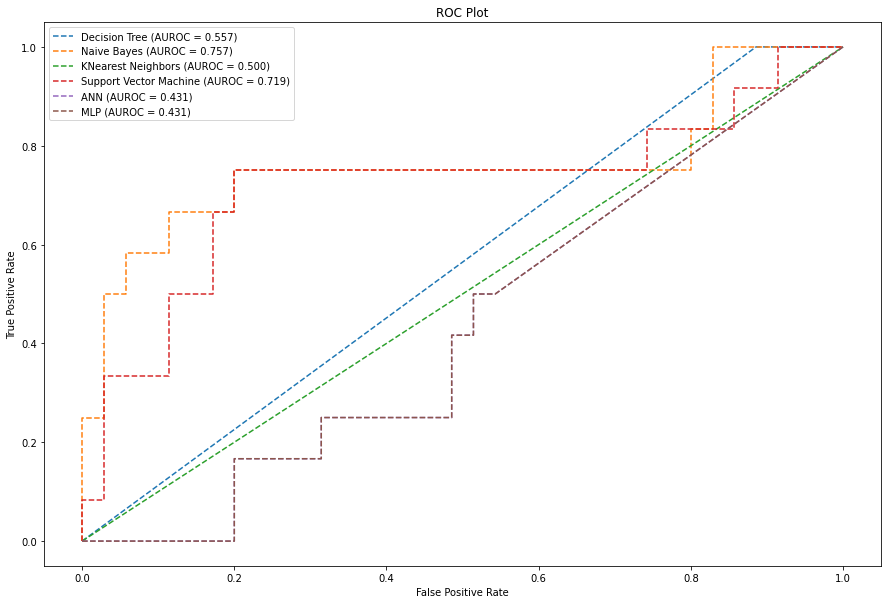 ROC Plot
Decision Tree (AUROC = 0.557)
Naive Bayes (AUROC = 0.757)
KNearest Neighbors (AUROC = 0.500)
Support Vector Machine (AUROC = 0.719)
ANN (AUROC = 0.431)
MLP (AUROC = 0.431)
1.0
0.8
0.6
0.4
0.2
0.0
True Positive Rate
0.0 0.2 0.4 0.6 0.8 1.0
False Positive Rate